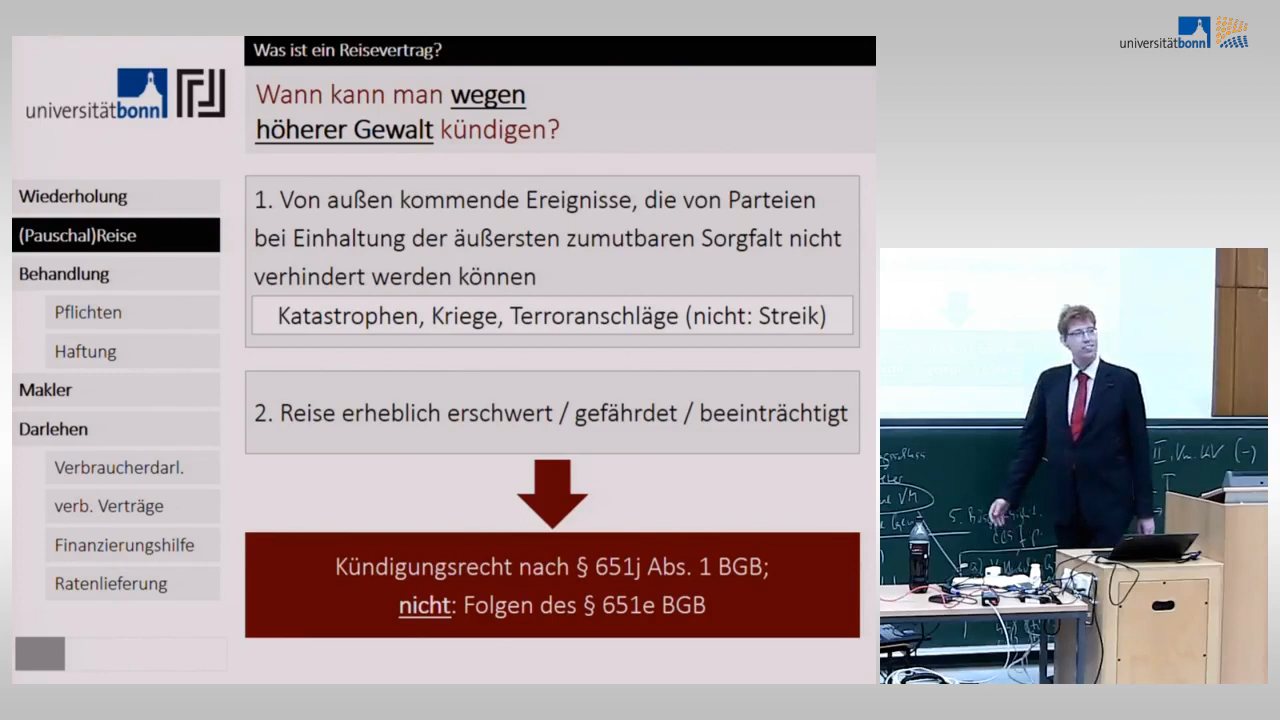 universitätbonn
Was ist ein Reisevertrag?
universitätbonn
Wann kann man wegen
höherer Gewalt kündigen?
Wiederholung
(Pauschal)Reise
Behandlung
Pflichten
Haftung
Makler
Darlehen
Verbraucherdarl.
verb. Verträge
Finanzierungshilfe
Ratenlieferung
1. Von außen kommende Ereignisse, die von Parteien
bei Einhaltung der äußersten zumutbaren Sorgfalt nicht
verhindert werden können
Katastrophen, Kriege, Terroranschläge (nicht: Streik)
2. Reise erheblich erschwert / gefährdet / beeinträchtigt
Kündigungsrecht nach § 651j Abs. 1 BGB;
nicht: Folgen des § 651e BGB